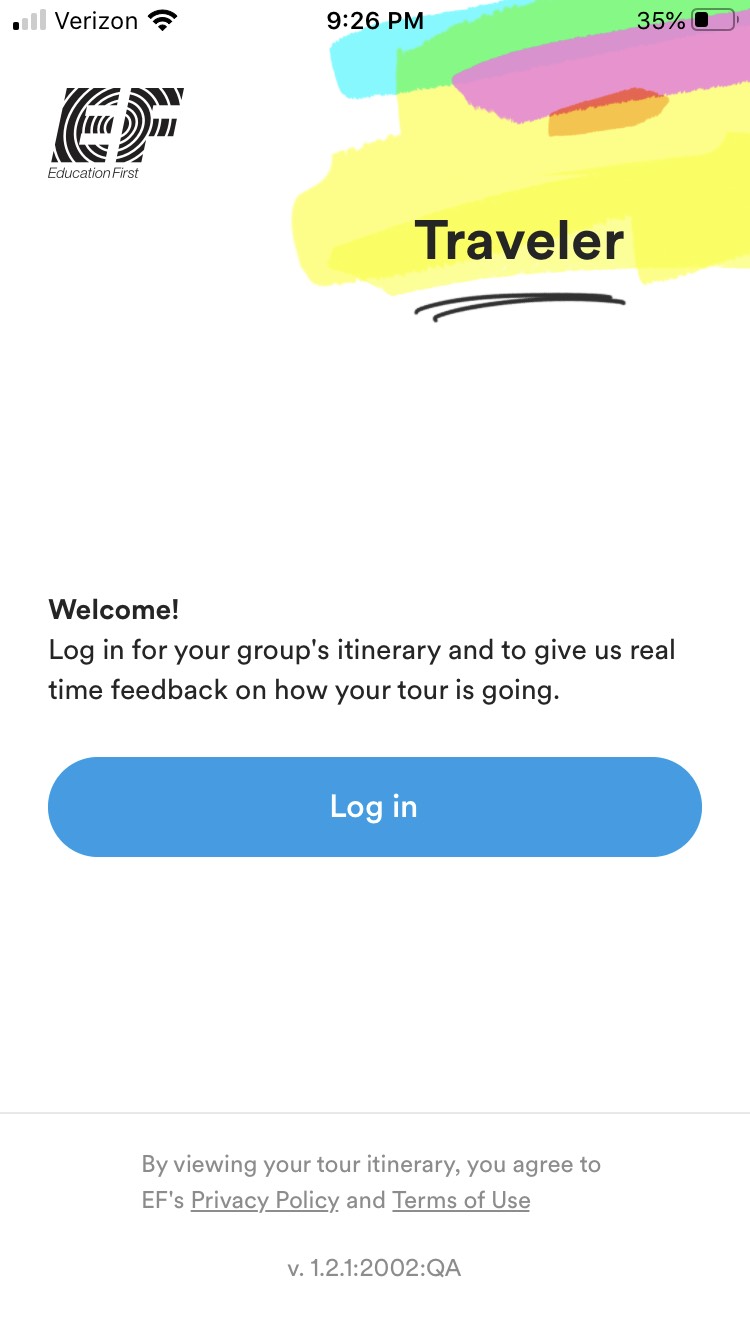 Verizon 9:26 PM 35%
EF
Education First
Traveler
Welcome!
Log in for your group's itinerary and to give us real
time feedback on how your tour is going.
Log in
By viewing your tour itinerary, you agree to
EF's Privacy Policy and Terms of Use
v. 1.2.1:2002:QA